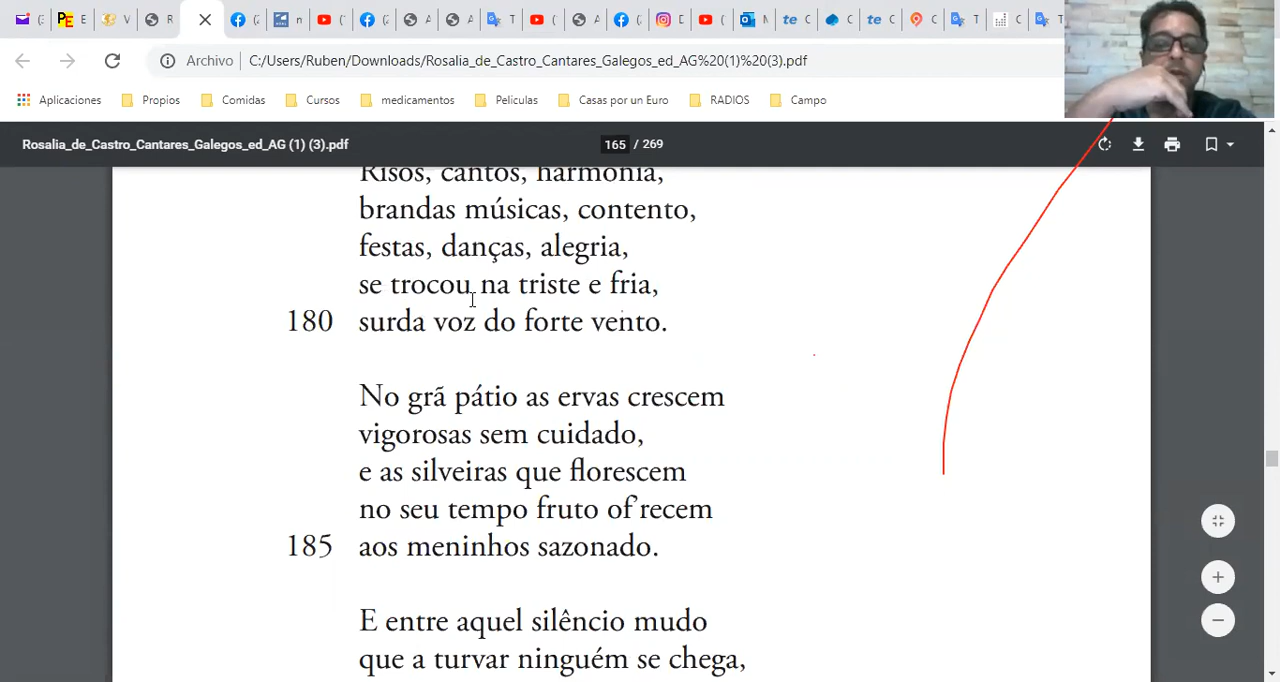 Archivo C:/Users/Ruben/Downloads/Rosalia_de_Castro_Cantares_Galegos_ed_AG%20(1)%20(3).pdf
Aplicaciones Propios Comidas Cursos medicamentos Peliculas Casas por un Euro RADIOS Campo
Rosalia_de_Castro_Cantares_Galegos_ed_AG (1) (3).pdf 165 / 269
Risos, cantos, harmonia,
brandas músicas, contento,
festas, danças, alegria,
se trocou na triste e fria,
180 surda voz do forte vento.
No grã pátio as ervas crescem
vigorosas sem cuidado,
e as silveiras que florescem
no seu tempo fruto of'recem
185 aos meninhos sazonado.
E entre aquel silêncio mudo
que a turvar ninguém se chega,